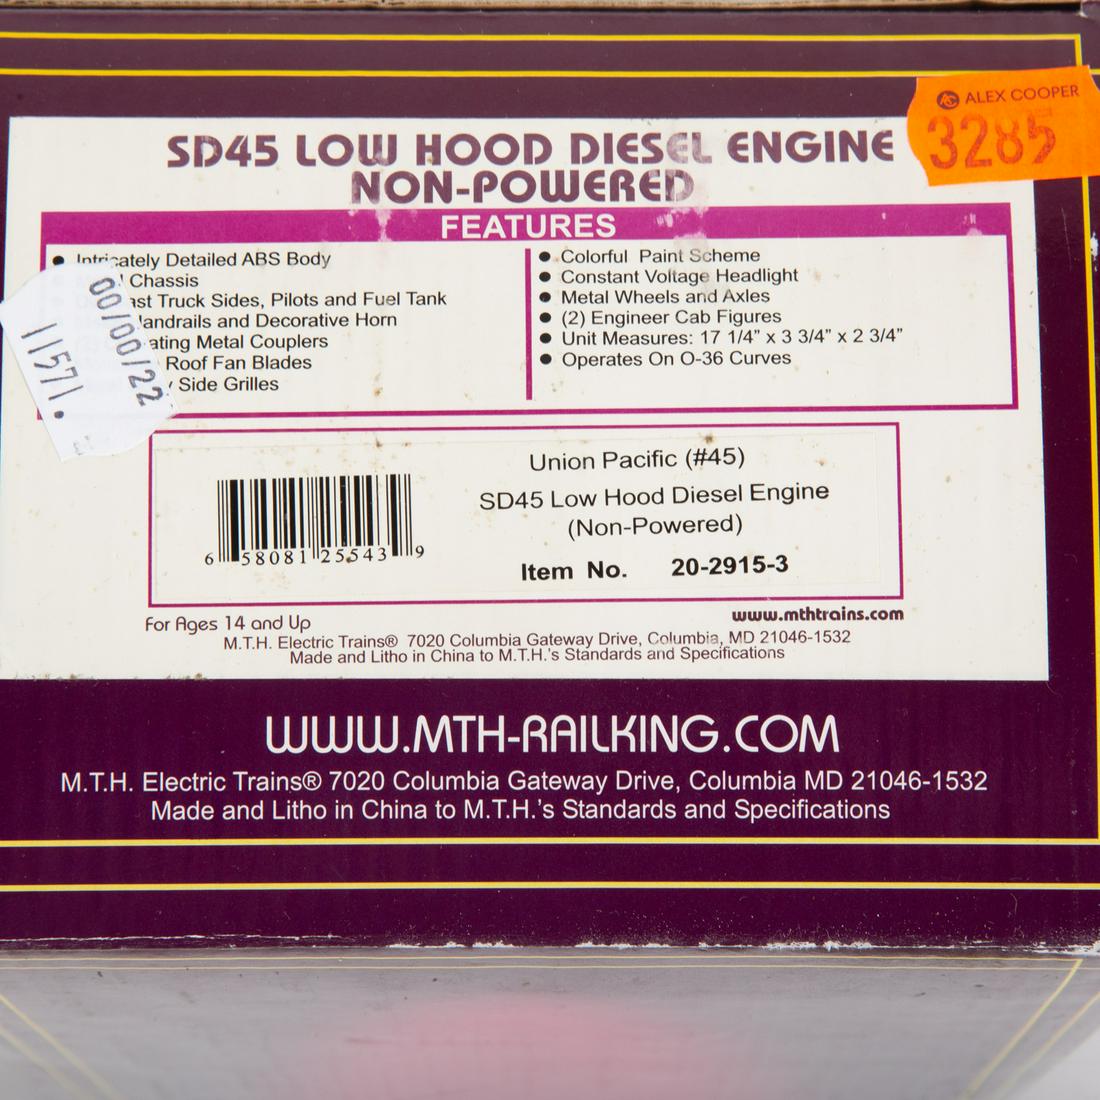 ALEX COOPER
3285
SD45 LOW HOOD DIESEL ENGINE
NON-POWERED
FEATURES
● Intricately Detailed ABS Body
Chassis
Truck Sides, Pilots and Fuel Tank
and Decorative Horn
Metal Couplers
Roof Fan Blades
Side Grilles
● Colorful Paint Scheme
● Constant Voltage Headlight
● Metal Wheels and Axles
● (2) Engineer Cab Figures
● Unit Measures: 17 1/4” x 3 3/4” x 2 3/4”
● Operates On O-36 Curves
00/00/22
11571.
Union Pacific (#45)
SD45 Low Hood Diesel Engine
(Non-Powered)
Item No. 20-2915-3
6 58081 25543 9
For Ages 14 and Up
www.mthtrains.com
M.T.H. Electric Trains® 7020 Columbia Gateway Drive, Columbia, MD 21046-1532
Made and Litho in China to M.T.H.'s Standards and Specifications
WWW.MTH-RAILKING.COM
M.T.H. Electric Trains® 7020 Columbia Gateway Drive, Columbia MD 21046-1532
Made and Litho in China to M.T.H.'s Standards and Specifications